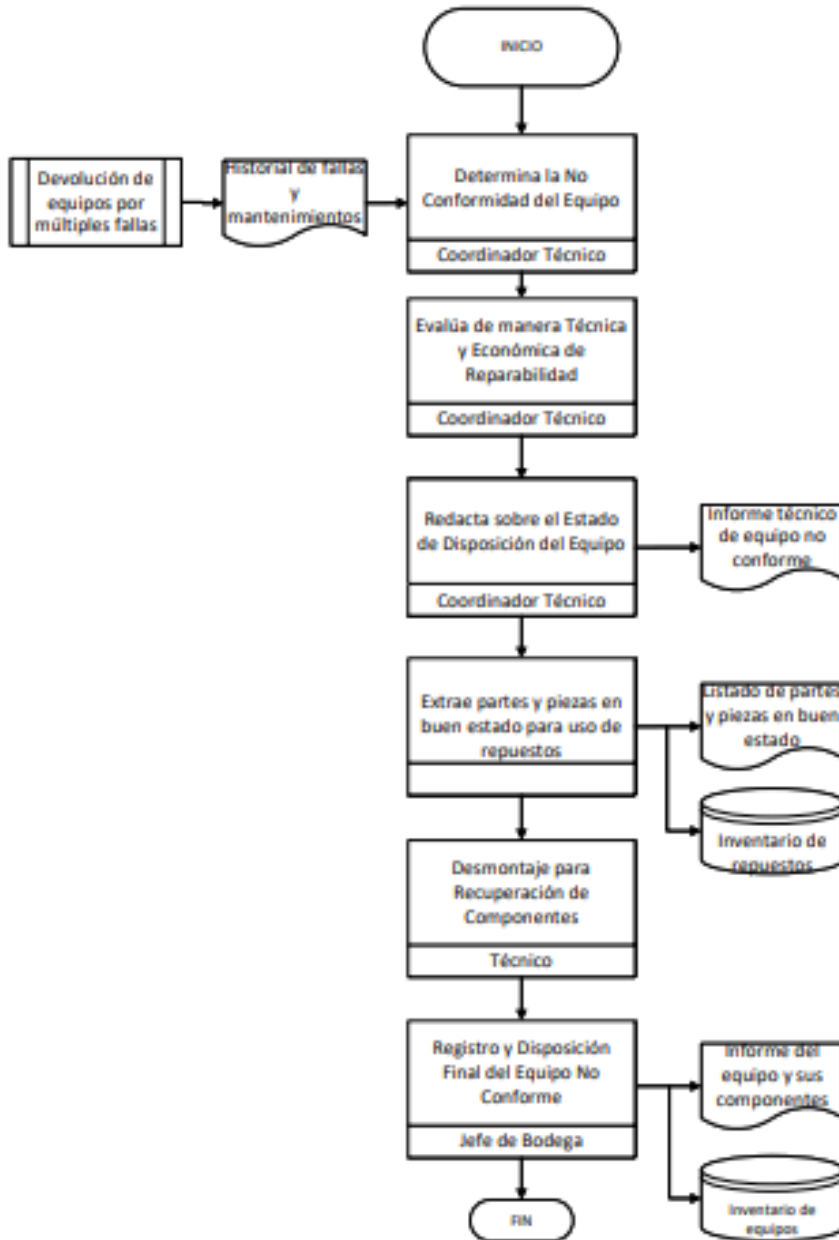 INICIO
Devolución de
equipos por
múltiples fallas
Historial de fallas
y
mantenimientos
Determina la No
Conformidad del Equipo
Coordinador Técnico
Evalúa de manera Técnica
y Económica de
Reparabilidad
Coordinador Técnico
Redacta sobre el Estado
de Disposición del Equipo
Coordinador Técnico
Informe técnico
de equipo no
conforme
Extrae partes y piezas en
buen estado para uso de
repuestos
Listado de partes
y piezas en buen
estado
Inventario de
repuestos
Desmontaje para
Recuperación de
Componentes
Técnico
Registro y Disposición
Final del Equipo No
Conforme
Jefe de Bodega
Informe del
equipo y sus
componentes
Inventario de
equipos
FIN